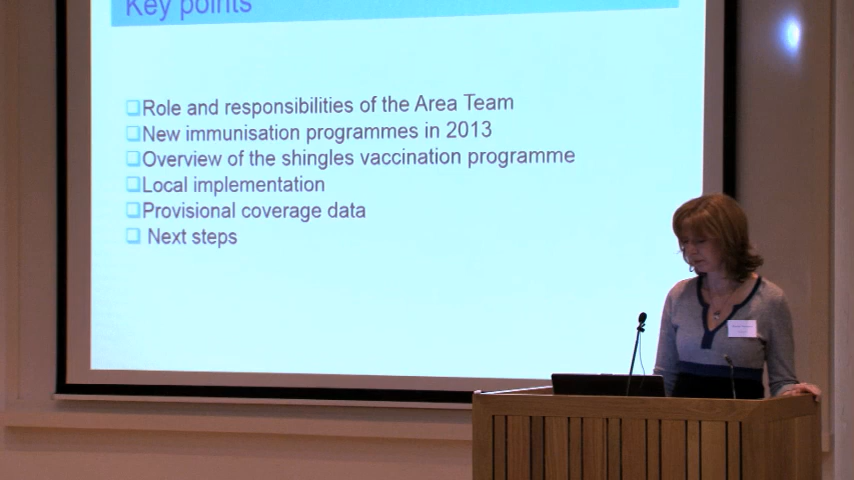 Key points
Role and responsibilities of the Area Team
New immunisation programmes in 2013
Overview of the shingles vaccination programme
Local implementation
Provisional coverage data
Next steps